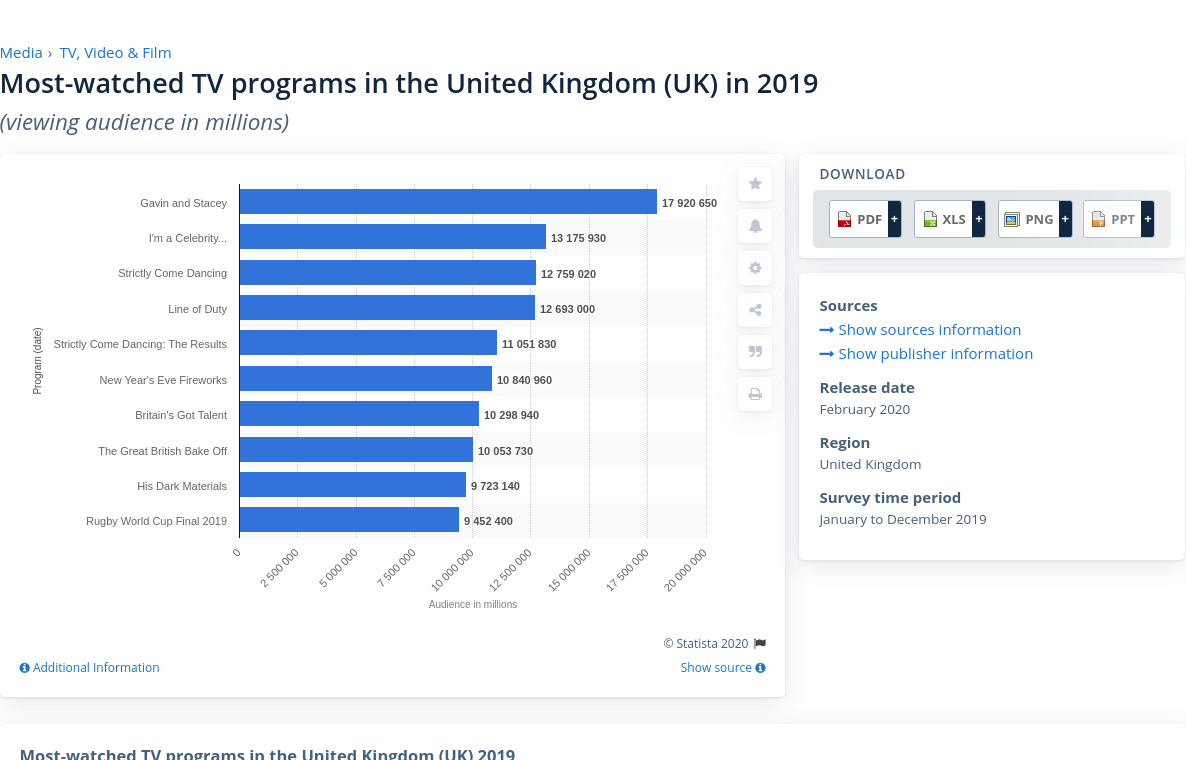 Media › TV, Video & Film
Most-watched TV programs in the United Kingdom (UK) in 2019
(viewing audience in millions)
Program (date)
Gavin and Stacey 17 920 650
I'm a Celebrity... 13 175 930
Strictly Come Dancing 12 759 020
Line of Duty 12 693 000
Strictly Come Dancing: The Results 11 051 830
New Year's Eve Fireworks 10 840 960
Britain's Got Talent 10 298 940
The Great British Bake Off 10 053 730
His Dark Materials 9 723 140
Rugby World Cup Final 2019 9 452 400
0 2 500 000 5 000 000 7 500 000 10 000 000 12 500 000 15 000 000 17 500 000 20 000 000
Audience in millions
© Statista 2020
Additional Information
Show source
DOWNLOAD
PDF + XLS + PNG + PPT +
Sources
Show sources information
Show publisher information
Release date
February 2020
Region
United Kingdom
Survey time period
January to December 2019
Most-watched TV programs in the United Kingdom (UK) 2019